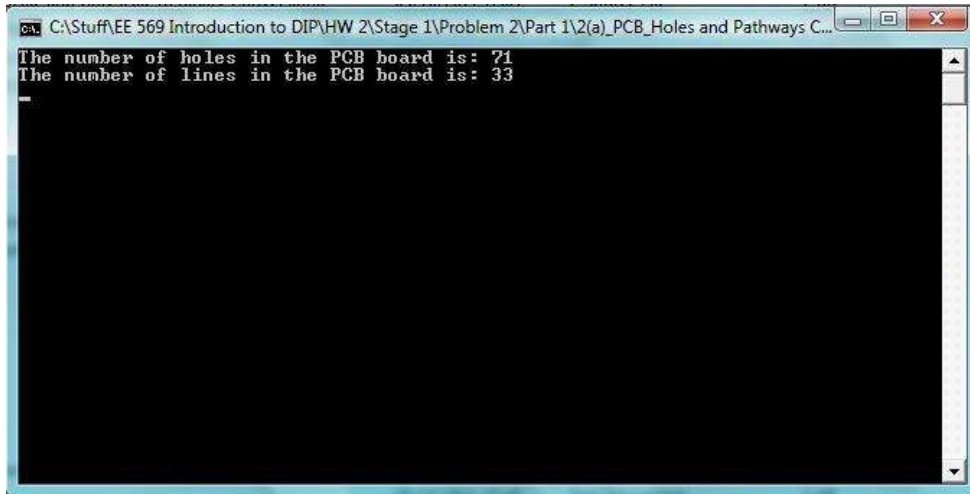 C:\Stuff\EE 569 Introduction to DIP\HW 2\Stage 1\Problem 2\Part 1\2(a)_PCB_Holes and Pathways C...
The number of holes in the PCB board is: 71
The number of lines in the PCB board is: 33